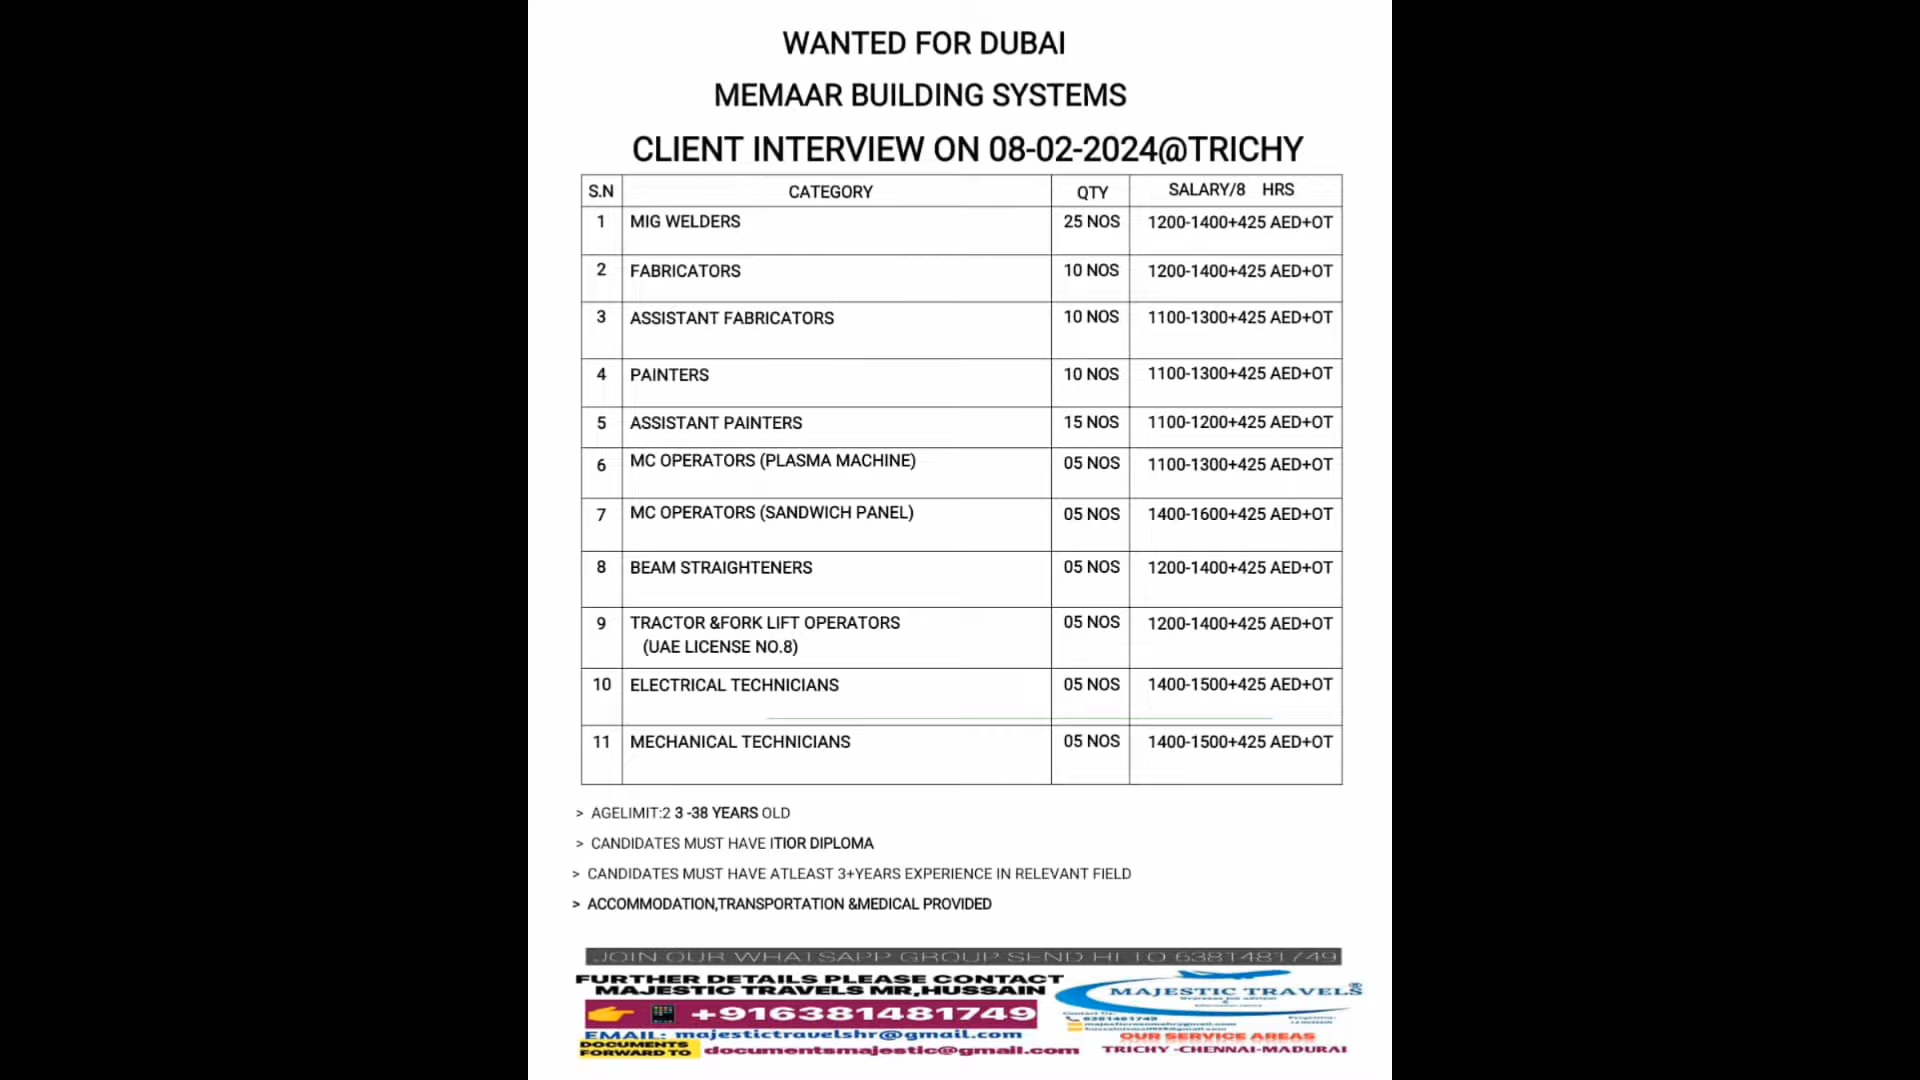 WANTED FOR DUBAI
MEMAAR BUILDING SYSTEMS
CLIENT INTERVIEW ON 08-02-2024@TRICHY
S.N CATEGORY QTY SALARY/8 HRS
1 MIG WELDERS 25 NOS 1200-1400+425 AED+OT
2 FABRICATORS 10 NOS 1200-1400+425 AED+OT
3 ASSISTANT FABRICATORS 10 NOS 1100-1300+425 AED+OT
4 PAINTERS 10 NOS 1100-1300+425 AED+OT
5 ASSISTANT PAINTERS 15 NOS 1100-1200+425 AED+OT
6 MC OPERATORS (PLASMA MACHINE) 05 NOS 1100-1300+425 AED+OT
7 MC OPERATORS (SANDWICH PANEL) 05 NOS 1400-1600+425 AED+OT
8 BEAM STRAIGHTENERS 05 NOS 1200-1400+425 AED+OT
9 TRACTOR &FORK LIFT OPERATORS 05 NOS 1200-1400+425 AED+OT
(UAE LICENSE NO.8)
10 ELECTRICAL TECHNICIANS 05 NOS 1400-1500+425 AED+OT
11 MECHANICAL TECHNICIANS 05 NOS 1400-1500+425 AED+OT
> AGELIMIT:2 3 -38 YEARS OLD
> CANDIDATES MUST HAVE ITIOR DIPLOMA
> CANDIDATES MUST HAVE ATLEAST 3+YEARS EXPERIENCE IN RELEVANT FIELD
> ACCOMMODATION,TRANSPORTATION &MEDICAL PROVIDED
JOIN OUR WHATSAPP GROUP SEND HI TO 6381481749
FURTHER DETAILS PLEASE CONTACT
MAJESTIC TRAVELS MR,HUSSAIN
+916381481749
EMAIL: majestictravelshr@gmail.com
DOCUMENTS
FORWARD TO documentsmajestic@gmail.com
MAJESTIC TRAVELS®
6381481749
OUR SERVICE AREAS
TRICHY -CHENNAI-MADURAI